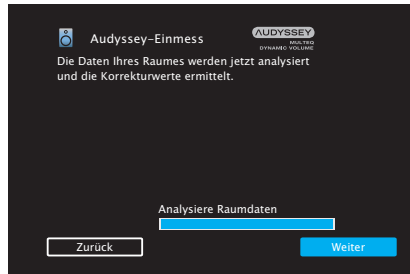 Audyssey-Einmess
AUDYSSEY
MULTEQ
DYNAMIC VOLUME
Die Daten Ihres Raumes werden jetzt analysiert
und die Korrekturwerte ermittelt.
Analysiere Raumdaten
Zurück
Weiter